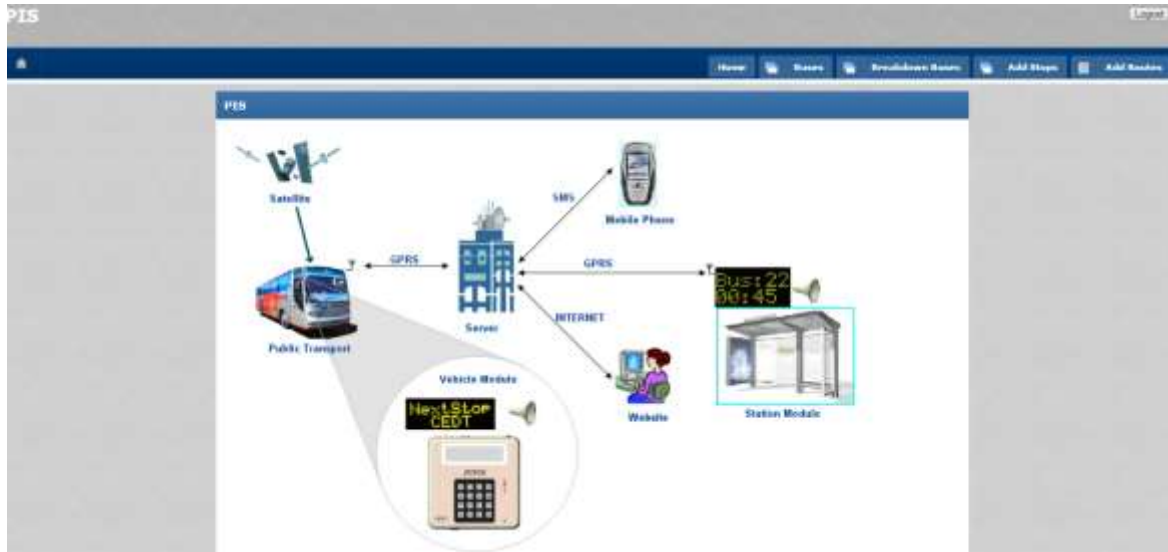 PIS
Logout
Home
Buses
Breakdown Buses
Add Stops
Add Routes
PIS
Satellite
SMS
Mobile Phone
GPRS
GPRS
Bus:22
00:45
INTERNET
Server
Public Transport
Vehicle Module
NextStop
CEDT
Website
Station Module